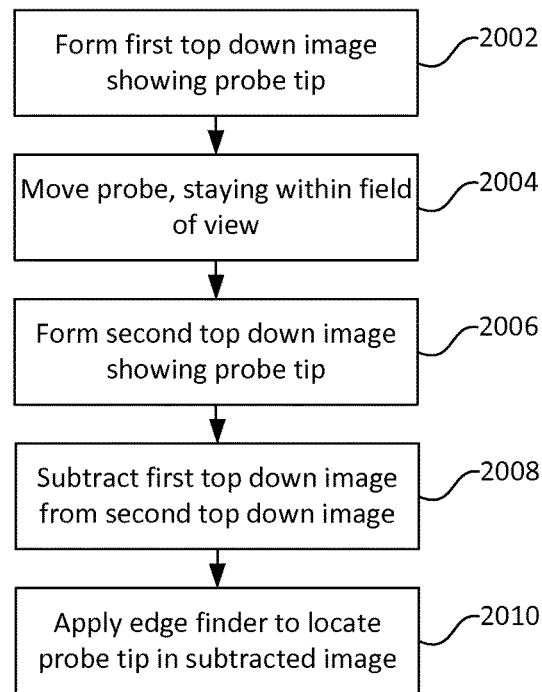 Form first top down image
showing probe tip
2002
Move probe, staying within field
of view
2004
Form second top down image
showing probe tip
2006
Subtract first top down image
from second top down image
2008
Apply edge finder to locate
probe tip in subtracted image
2010